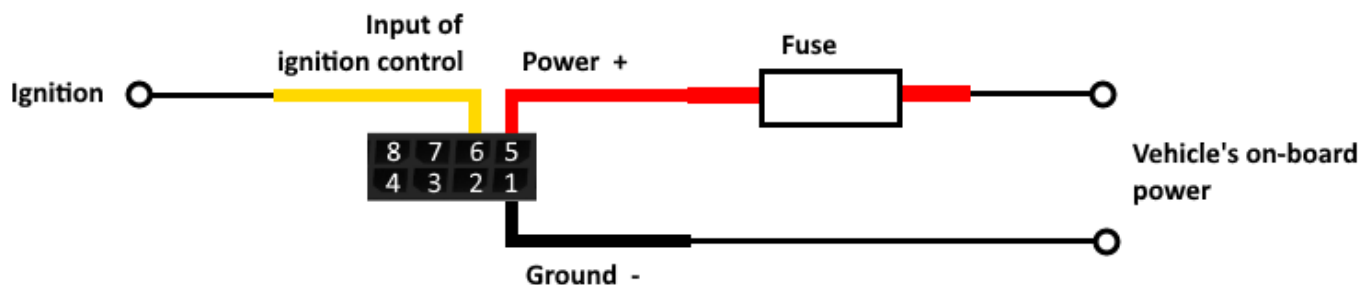 Input of
ignition control
Power +
Fuse
Ignition
8 7 6 5
4 3 2 1
Vehicle's on-board
power
Ground -